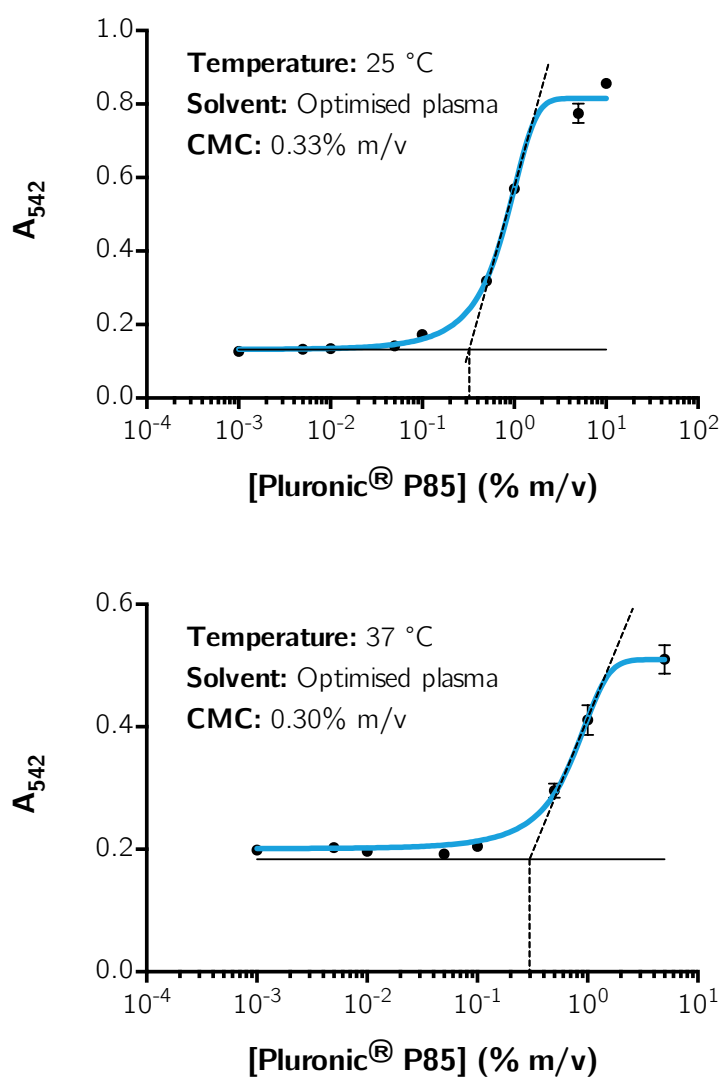 1.0
Temperature: 25 °C
0.8
Solvent: Optimised plasma
CMC: 0.33% m/v
0.6
A542
0.4
0.2
0.0
10-4 10-3 10-2 10-1 100 101 102
[Pluronic® P85] (% m/v)
0.6
Temperature: 37 °C
Solvent: Optimised plasma
CMC: 0.30% m/v
0.4
A542
0.2
0.0
10-4 10-3 10-2 10-1 100 101
[Pluronic® P85] (% m/v)